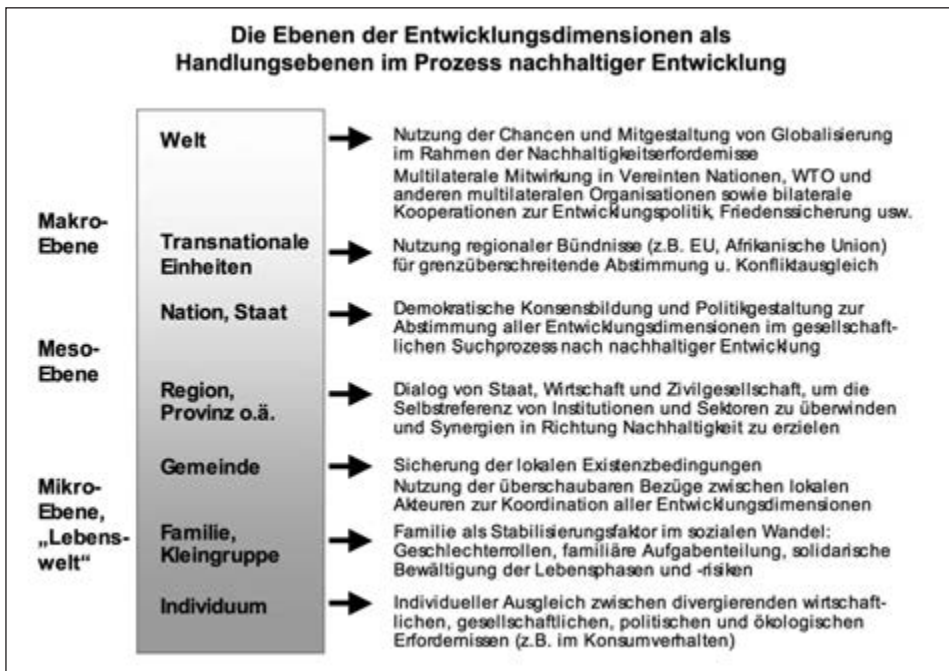 Die Ebenen der Entwicklungsdimensionen als
Handlungsebenen im Prozess nachhaltiger Entwicklung
Makro-
Ebene
Meso-
Ebene
Mikro-
Ebene,
„Lebens-
welt“
Welt
Nutzung der Chancen und Mitgestaltung von Globalisierung
im Rahmen der Nachhaltigkeitserfordernisse
Multilaterale Mitwirkung in Vereinten Nationen, WTO und
anderen multilateralen Organisationen sowie bilaterale
Kooperationen zur Entwicklungspolitik, Friedenssicherung usw.
Transnationale
Einheiten
Nutzung regionaler Bündnisse (z.B. EU, Afrikanische Union)
für grenzüberschreitende Abstimmung u. Konfliktausgleich
Nation, Staat
Demokratische Konsensbildung und Politikgestaltung zur
Abstimmung aller Entwicklungsdimensionen im gesellschaft-
lichen Suchprozess nach nachhaltiger Entwicklung
Region,
Provinz o.ä.
Dialog von Staat, Wirtschaft und Zivilgesellschaft, um die
Selbstreferenz von Institutionen und Sektoren zu überwinden
und Synergien in Richtung Nachhaltigkeit zu erzielen
Gemeinde
Sicherung der lokalen Existenzbedingungen
Nutzung der überschaubaren Bezüge zwischen lokalen
Akteuren zur Koordination aller Entwicklungsdimensionen
Familie,
Kleingruppe
Familie als Stabilisierungsfaktor im sozialen Wandel:
Geschlechterrollen, familiäre Aufgabenteilung, solidarische
Bewältigung der Lebensphasen und -risiken
Individuum
Individueller Ausgleich zwischen divergierenden wirtschaft-
lichen, gesellschaftlichen, politischen und ökologischen
Erfordernissen (z.B. im Konsumverhalten)